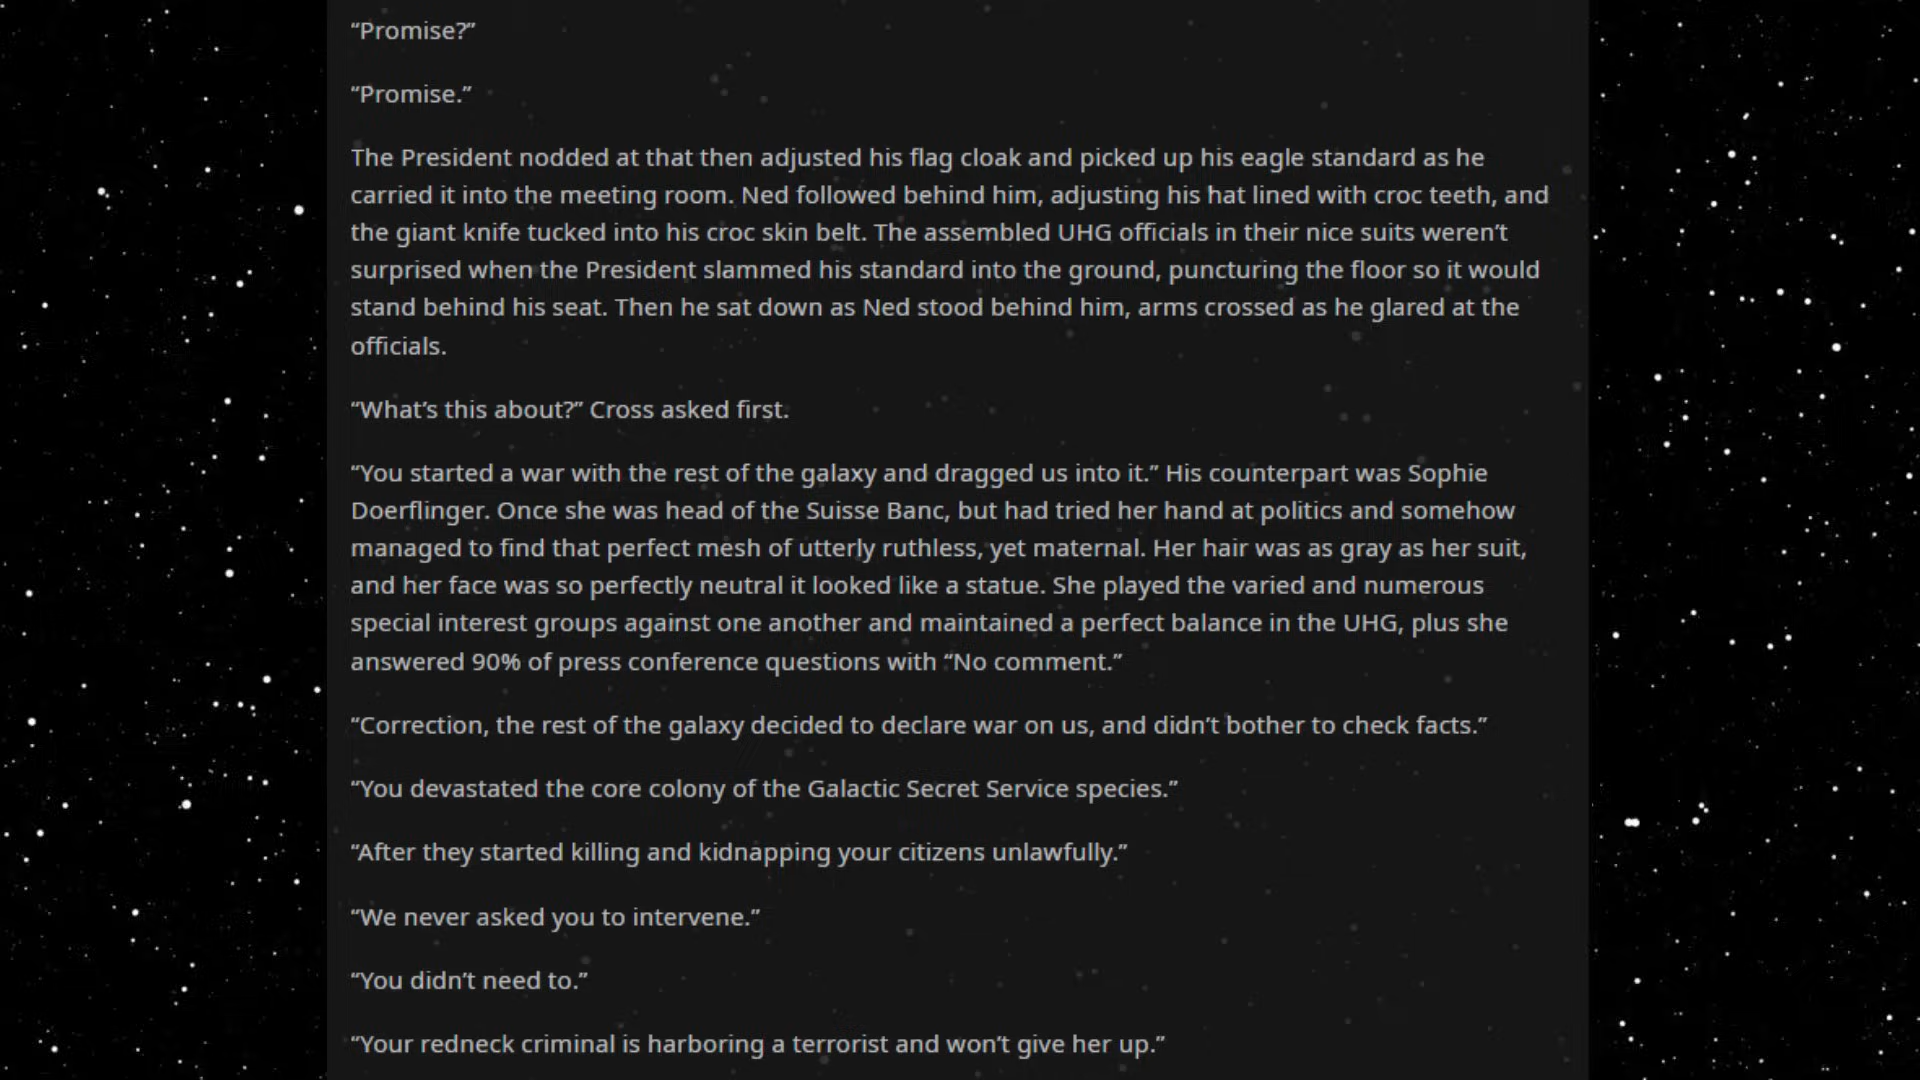 “Promise?”
“Promise.”
The President nodded at that then adjusted his flag cloak and picked up his eagle standard as he
carried it into the meeting room. Ned followed behind him, adjusting his hat lined with croc teeth, and
the giant knife tucked into his croc skin belt. The assembled UHG officials in their nice suits weren’t
surprised when the President slammed his standard into the ground, puncturing the floor so it would
stand behind his seat. Then he sat down as Ned stood behind him, arms crossed as he glared at the
officials.
“What’s this about?” Cross asked first.
“You started a war with the rest of the galaxy and dragged us into it.” His counterpart was Sophie
Doerflinger. Once she was head of the Suisse Banc, but had tried her hand at politics and somehow
managed to find that perfect mesh of utterly ruthless, yet maternal. Her hair was as gray as her suit,
and her face was so perfectly neutral it looked like a statue. She played the varied and numerous
special interest groups against one another and maintained a perfect balance in the UHG, plus she
answered 90% of press conference questions with “No comment.”
“Correction, the rest of the galaxy decided to declare war on us, and didn’t bother to check facts.”
“You devastated the core colony of the Galactic Secret Service species.”
“After they started killing and kidnapping your citizens unlawfully.”
“We never asked you to intervene.”
“You didn’t need to.”
“Your redneck criminal is harboring a terrorist and won’t give her up.”